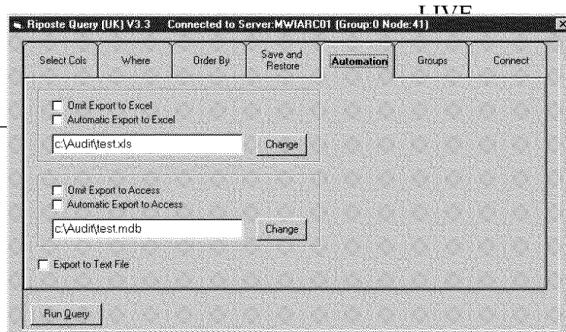 LIVE
Riposte Query (UK) V3.3 Connected to Server:MWIARC01 (Group:0 Node:41)
Select Cols Where Order By Save and Restore Automation Groups Connect
Omit Export to Excel
Automatic Export to Excel
c:\Audit\test.xls Change
Omit Export to Access
Automatic Export to Access
c:\Audit\test.mdb Change
Export to Text File
Run Query